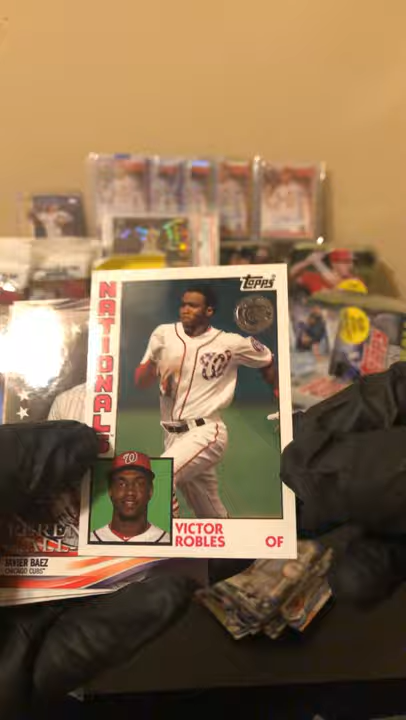 Topps
NATIONALS
W
W
VICTOR
ROBLES OF
JAVIER BAEZ
CHICAGO CUBS